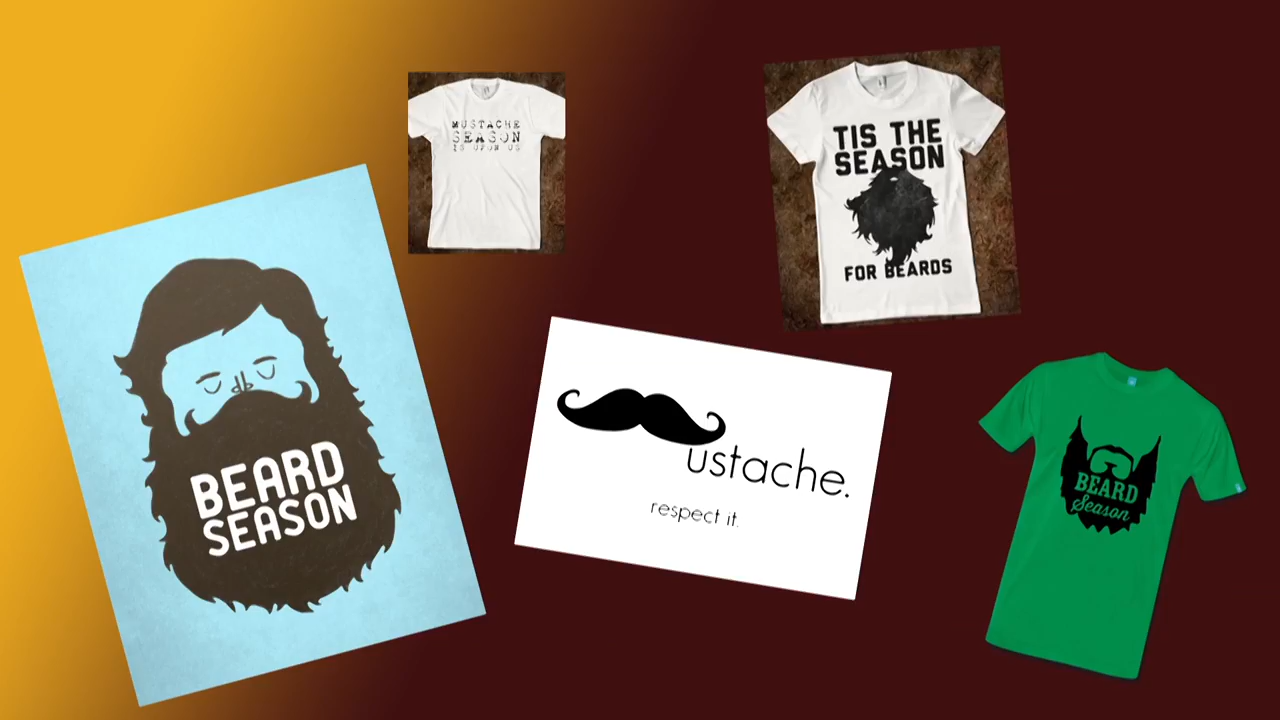 MUSTACHE
SEASON
IS UPON US
TIS THE
SEASON
FOR BEARDS
BEARD
SEASON
ustache.
respect it.
BEARD
Season